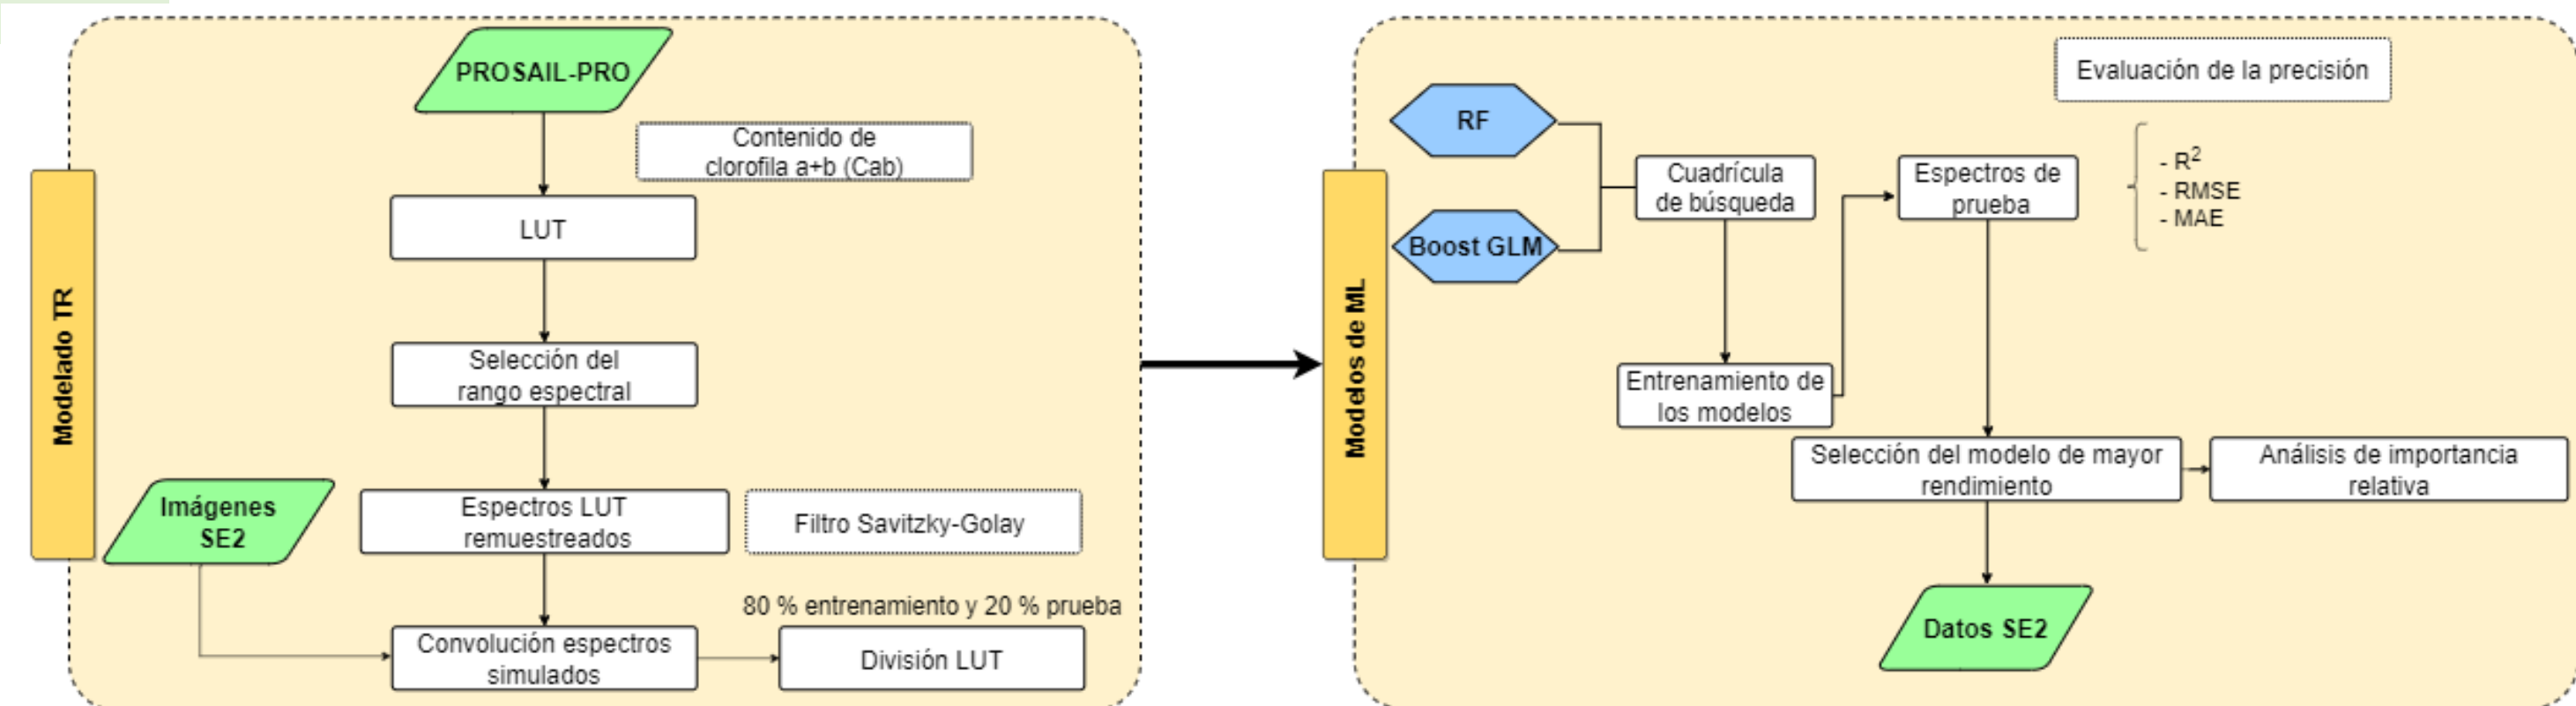 Modelado TR
PROSAIL-PRO
Contenido de
clorofila a+b (Cab)
LUT
Selección del
rango espectral
Imágenes
SE2
Espectros LUT
remuestreados
Filtro Savitzky-Golay
80 % entrenamiento y 20 % prueba
Convolución espectros
simulados
División LUT
Modelos de ML
RF
Boost GLM
Cuadrícula
de búsqueda
Entrenamiento de
los modelos
Espectros de
prueba
Evaluación de la precisión
- R²
- RMSE
- MAE
Selección del modelo de mayor
rendimiento
Análisis de importancia
relativa
Datos SE2